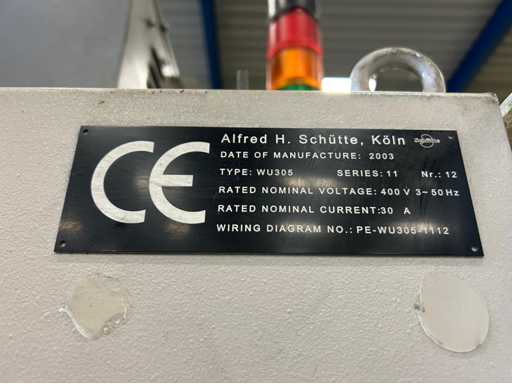 Alfred H. Schütte, Köln
DATE OF MANUFACTURE: 2003
TYPE: WU305 SERIES: 11 Nr.: 12
RATED NOMINAL VOLTAGE: 400 V 3~ 50 Hz
RATED NOMINAL CURRENT:30 A
WIRING DIAGRAM NO.: PE-WU305-1112
CE